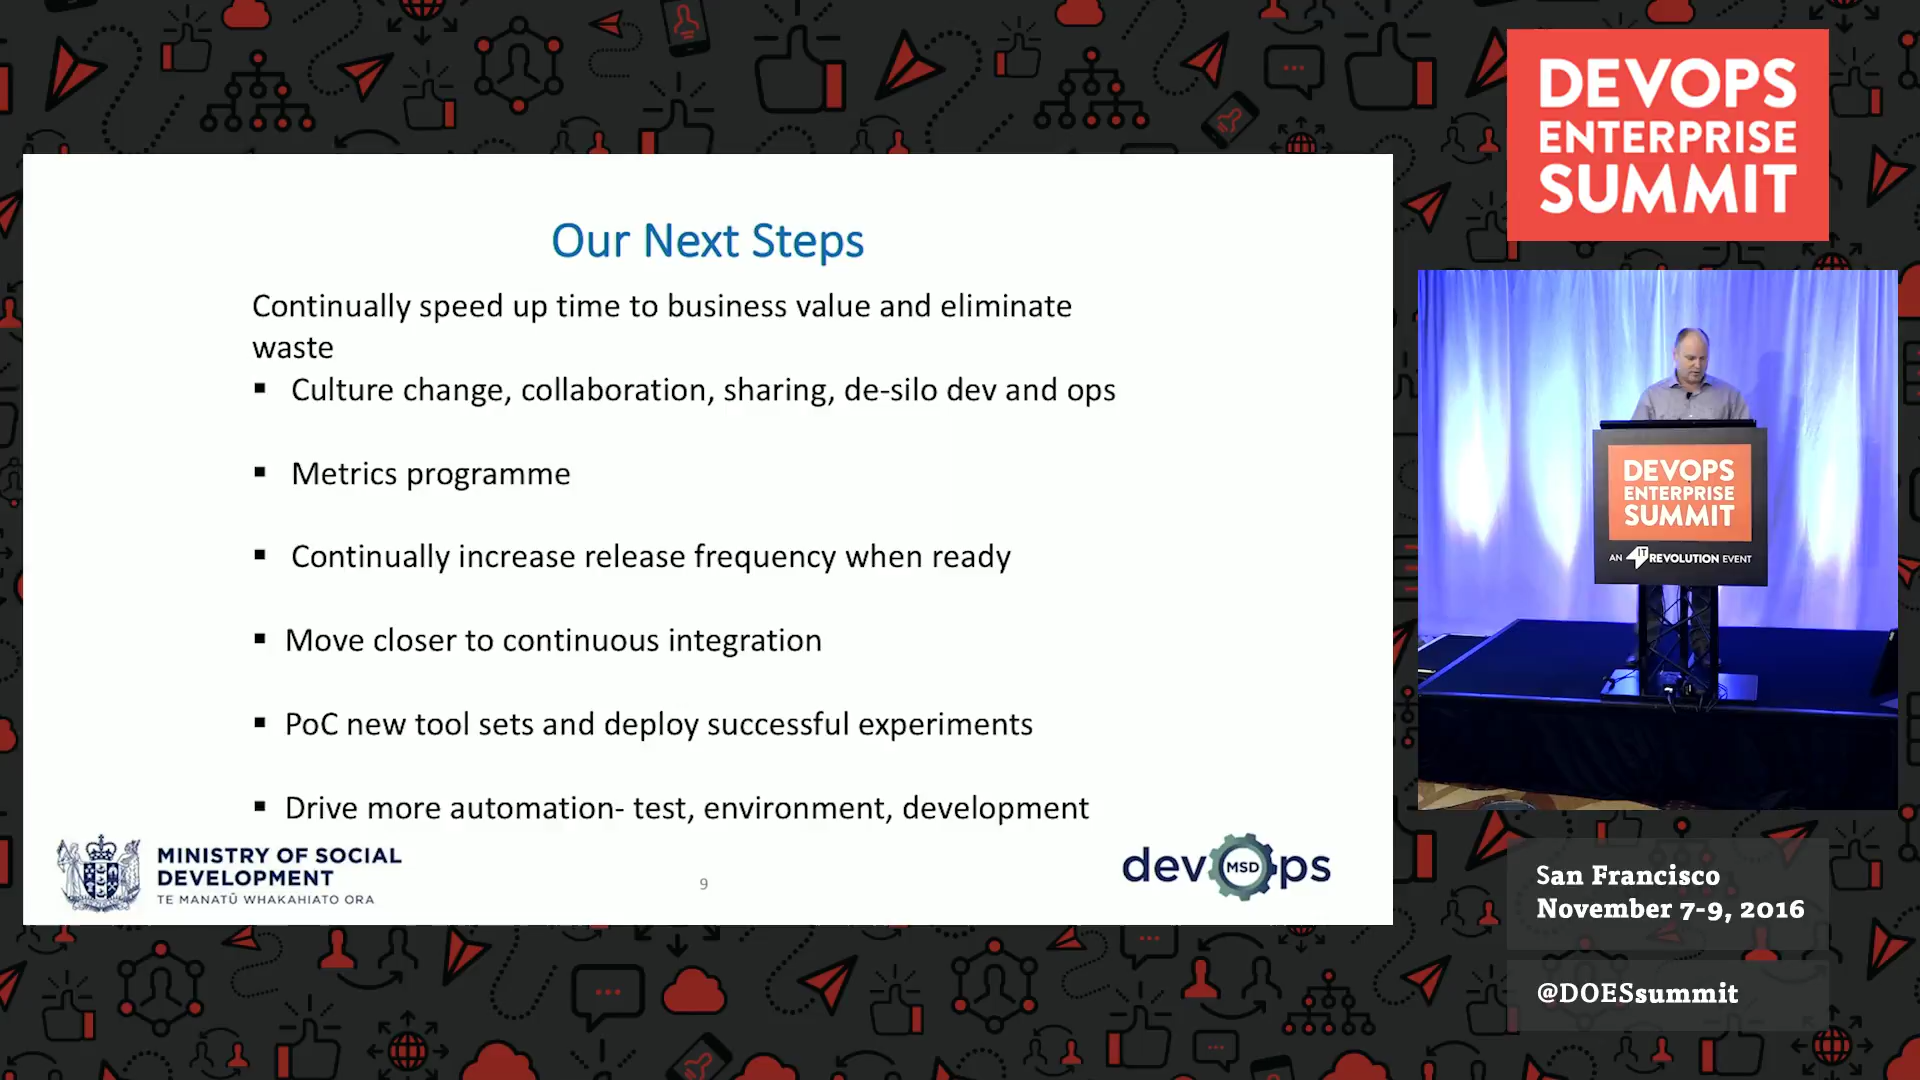 Our Next Steps
Continually speed up time to business value and eliminate
waste
▪ Culture change, collaboration, sharing, de-silo dev and ops
▪ Metrics programme
▪ Continually increase release frequency when ready
▪ Move closer to continuous integration
▪ PoC new tool sets and deploy successful experiments
▪ Drive more automation- test, environment, development
MINISTRY OF SOCIAL
DEVELOPMENT
TE MANATŪ WHAKAHIATO ORA
9
devops
MSD
DEVOPS
ENTERPRISE
SUMMIT
DEVOPS
ENTERPRISE
SUMMIT
AN IT REVOLUTION EVENT
San Francisco
November 7-9, 2016
@DOESsummit